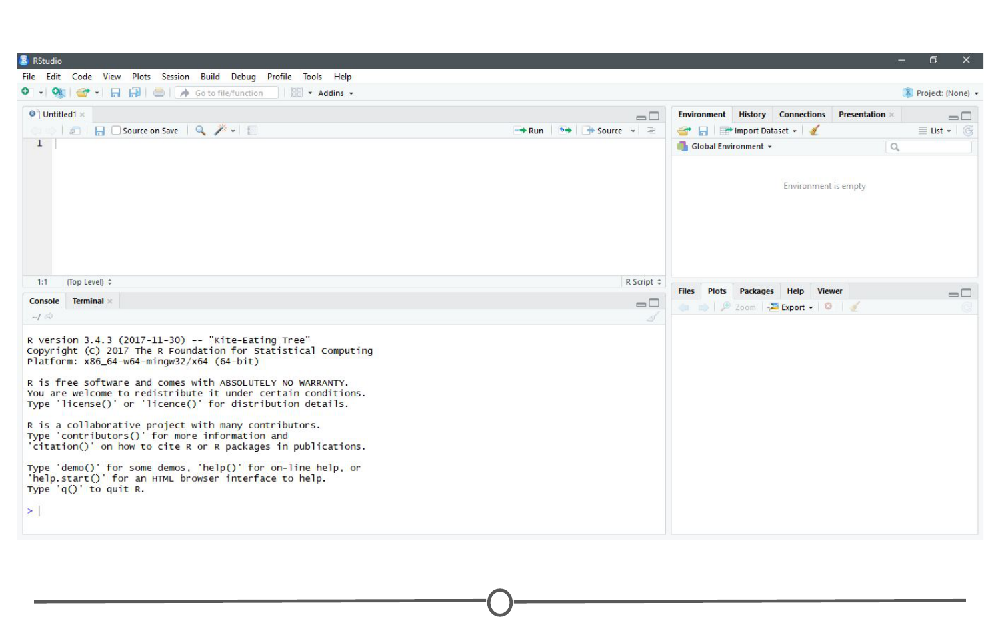 RStudio
File Edit Code View Plots Session Build Debug Profile Tools Help
Go to file/function Addins Project: (None)
Untitled1
Source on Save Run Source
1
1:1 (Top Level) R Script
Console Terminal
~/
R version 3.4.3 (2017-11-30) -- "Kite-Eating Tree"
Copyright (C) 2017 The R Foundation for Statistical Computing
Platform: x86_64-w64-mingw32/x64 (64-bit)
R is free software and comes with ABSOLUTELY NO WARRANTY.
You are welcome to redistribute it under certain conditions.
Type 'license()' or 'licence()' for distribution details.
R is a collaborative project with many contributors.
Type 'contributors()' for more information and
'citation()' on how to cite R or R packages in publications.
Type 'demo()' for some demos, 'help()' for on-line help, or
'help.start()' for an HTML browser interface to help.
Type 'q()' to quit R.
>
Environment History Connections Presentation
Import Dataset List
Global Environment
Environment is empty
Files Plots Packages Help Viewer
Zoom Export